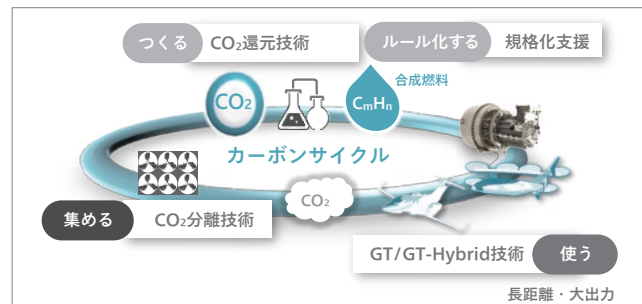 つくる CO₂還元技術
ルール化する 規格化支援
CO₂
CmHn
合成燃料
カーボンサイクル
CO₂
集める CO₂分離技術
GT/GT-Hybrid技術 使う
長距離・大出力